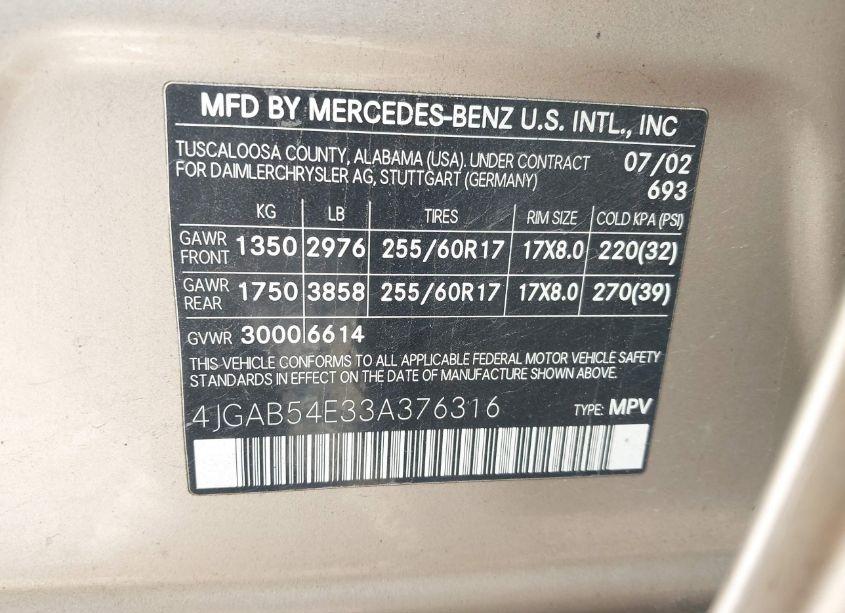 MFD BY MERCEDES-BENZ U.S. INTL., INC
TUSCALOOSA COUNTY, ALABAMA (USA). UNDER CONTRACT 07/02
FOR DAIMLERCHRYSLER AG, STUTTGART (GERMANY) 693
KG LB TIRES RIM SIZE COLD KPA (PSI)
GAWR FRONT 1350 2976 255/60R17 17X8.0 220(32)
GAWR REAR 1750 3858 255/60R17 17X8.0 270(39)
GVWR 3000 6614
THIS VEHICLE CONFORMS TO ALL APPLICABLE FEDERAL MOTOR VEHICLE SAFETY
STANDARDS IN EFFECT ON THE DATE OF MANUFACTURE SHOWN ABOVE.
4JGAB54E33A376316 TYPE: MPV